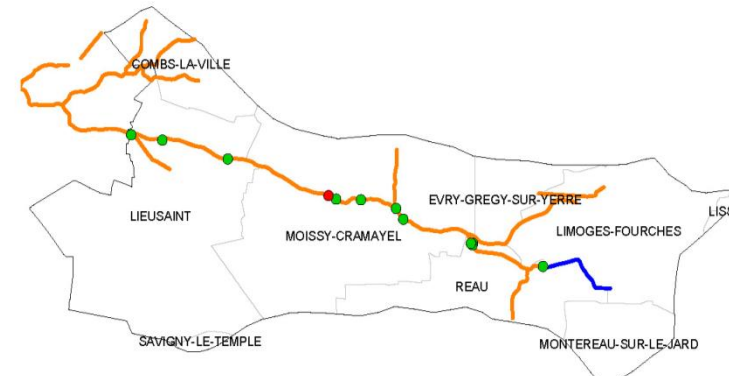 COMBS-LA-VILLE
EVRY-GREGY-SUR-YERRE
LISS
LIEUSAINT
LIMOGES-FOURCHES
MOISSY-CRAMAYEL
REAU
SAVIGNY-LE-TEMPLE
MONTEREAU-SUR-LE-JARD